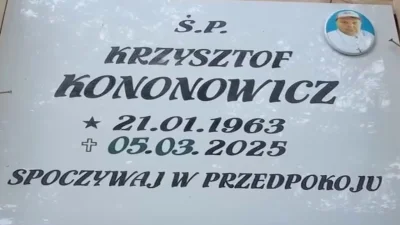 Ś.P.
KRZYSZTOF
KONONOWICZ
★ 21.01.1963
✝ 05.03.2025
SPOCZYWAJ W PRZEDPOKOJU